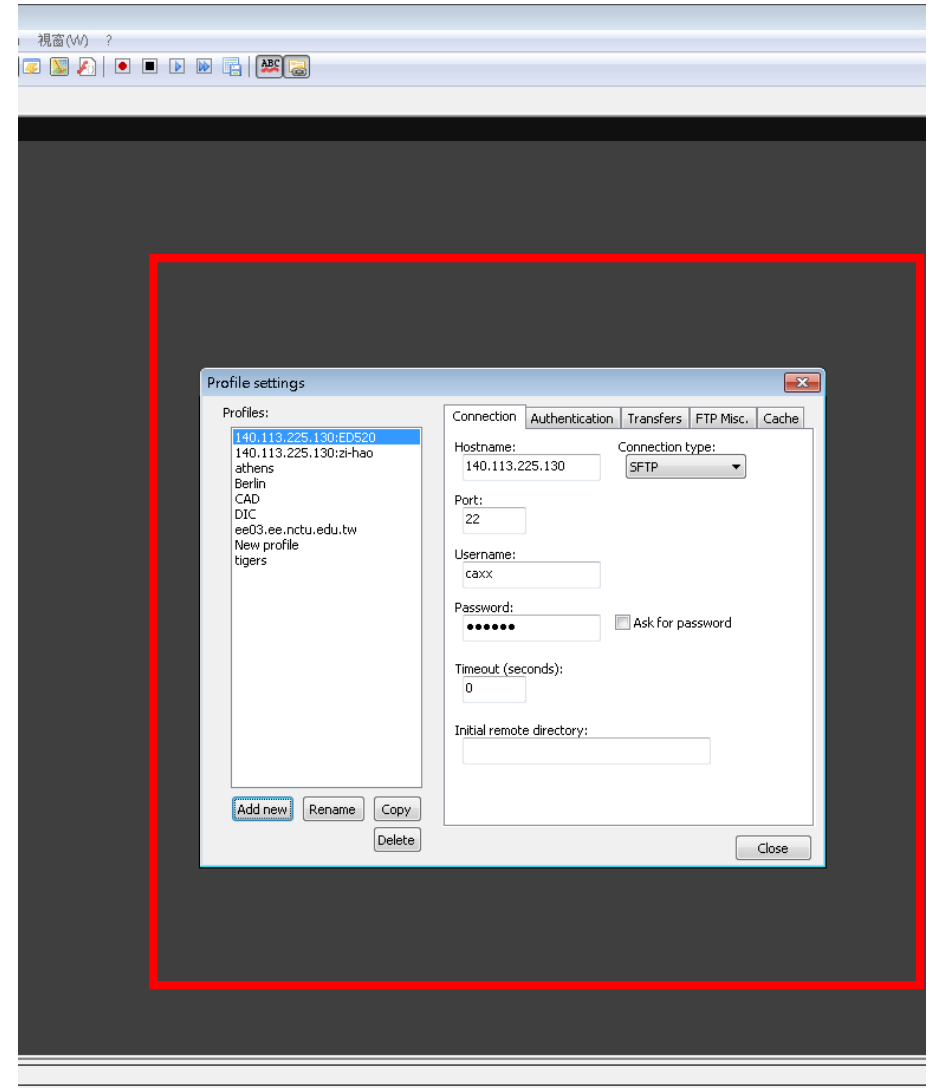 視窗(W) ?
ABC
Profile settings
Profiles:
140.113.225.130:ED520
140.113.225.130:zi-hao
athens
Berlin
CAD
DIC
ee03.ee.nctu.edu.tw
New profile
tigers
Add new Rename Copy
Delete
Connection Authentication Transfers FTP Misc. Cache
Hostname: Connection type:
140.113.225.130 SFTP
Port:
22
Username:
caxx
Password:
●●●●●● Ask for password
Timeout (seconds):
0
Initial remote directory:
Close